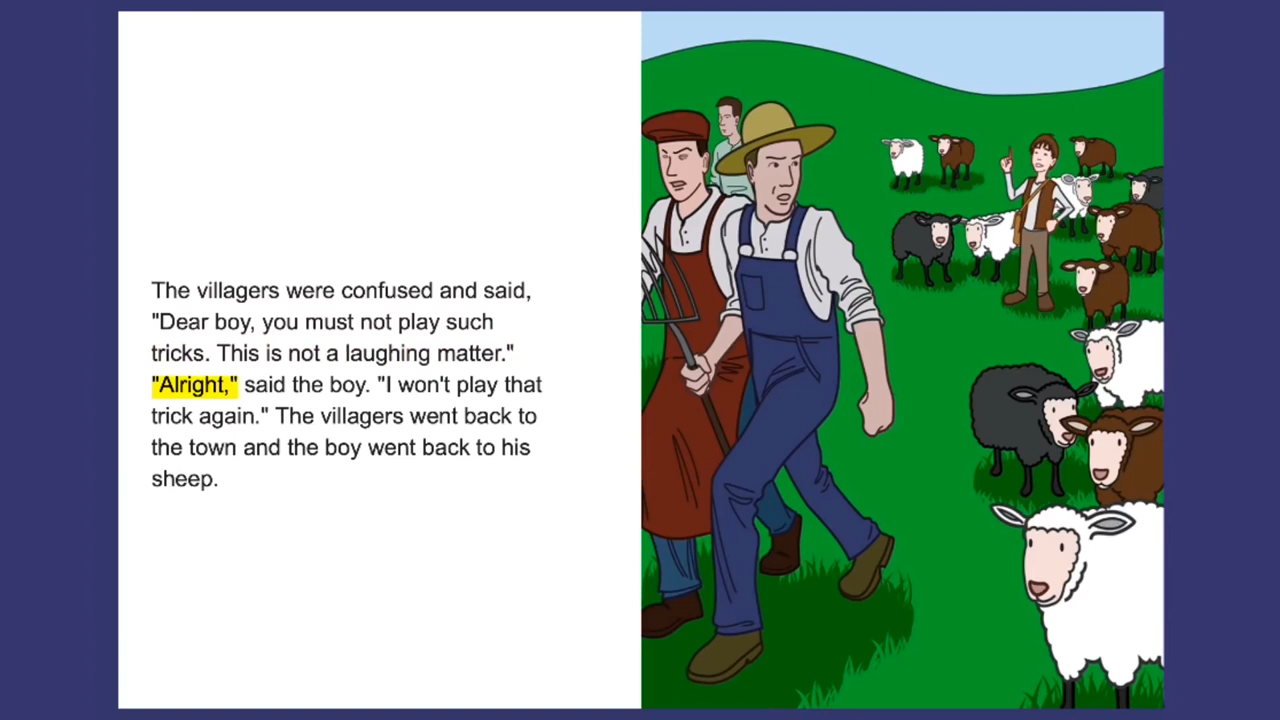 The villagers were confused and said,
"Dear boy, you must not play such
tricks. This is not a laughing matter."
"Alright," said the boy. "I won't play that
trick again." The villagers went back to
the town and the boy went back to his
sheep.